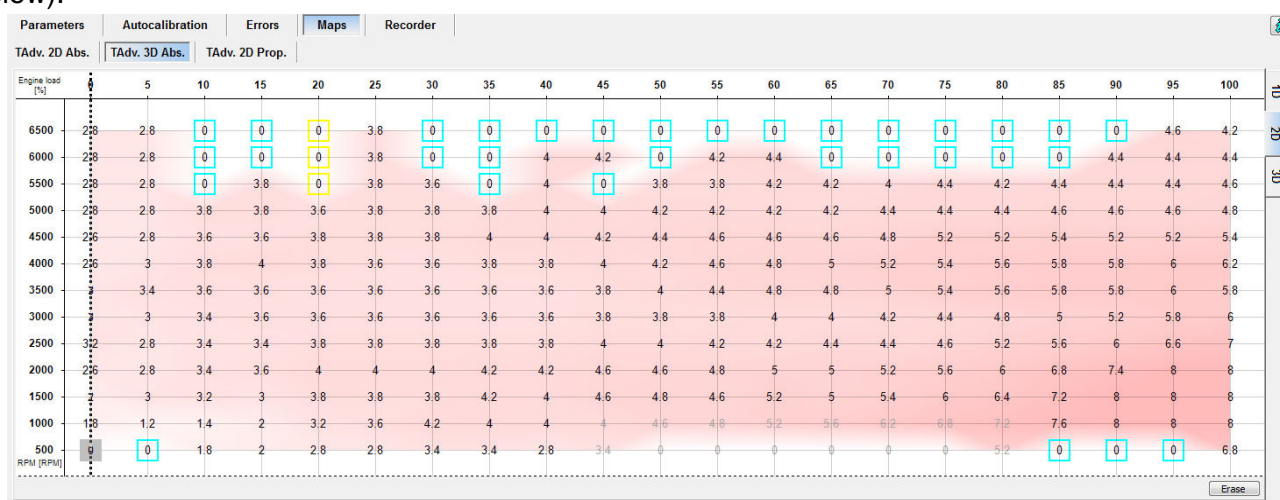 low).
Parameters Autocalibration Errors Maps Recorder
TAdv. 2D Abs. TAdv. 3D Abs. TAdv. 2D Prop.
Engine load [%] 0 5 10 15 20 25 30 35 40 45 50 55 60 65 70 75 80 85 90 95 100
6500 2.8 2.8 0 0 0 3.8 0 0 0 0 0 0 0 0 0 0 0 0 0 4.6 4.2
6000 2.8 2.8 0 0 0 3.8 0 0 4 4.2 0 4.2 4.4 0 0 0 0 0 4.4 4.4 4.4
5500 2.8 2.8 0 3.8 0 3.8 3.6 0 4 0 3.8 3.8 4.2 4.2 4 4.4 4.2 4.4 4.4 4.4 4.6
5000 2.8 2.8 3.8 3.8 3.6 3.8 3.8 3.8 4 4 4.2 4.2 4.2 4.2 4.4 4.4 4.4 4.6 4.6 4.6 4.8
4500 2.6 2.8 3.6 3.6 3.8 3.8 3.8 4 4 4.2 4.4 4.6 4.6 4.6 4.8 5.2 5.2 5.4 5.2 5.2 5.4
4000 2.6 3 3.8 4 3.8 3.6 3.6 3.8 3.8 4 4.2 4.6 4.8 5 5.2 5.4 5.6 5.8 5.8 6 6.2
3500 3.4 3.6 3.6 3.6 3.6 3.6 3.6 3.6 3.8 4 4.4 4.8 4.8 5 5.4 5.6 5.8 5.8 6 5.8
3000 3 3.4 3.6 3.6 3.6 3.6 3.6 3.6 3.8 3.8 3.8 4 4 4.2 4.4 4.8 5 5.2 5.8 6
2500 3.2 2.8 3.4 3.4 3.8 3.8 3.8 3.8 3.8 4 4 4.2 4.2 4.4 4.4 4.6 5.2 5.6 6 6.6 7
2000 2.6 2.8 3.4 3.6 4 4 4 4.2 4.2 4.6 4.6 4.8 5 5 5.2 5.6 6 6.8 7.4 8 8
1500 3 3.2 3 3.8 3.8 3.8 4.2 4 4.6 4.8 4.6 5.2 5 5.4 6 6.4 7.2 8 8 8
1000 1.8 1.2 1.4 2 3.2 3.6 4.2 4 4 4 4.6 4.8 5.2 5.6 6.2 6.8 7.2 7.6 8 8 8
500 0 0 1.8 2 2.8 2.8 3.4 3.4 2.8 3.4 0 0 0 0 0 0 5.2 0 0 0 6.8
RPM [RPM]
Erase
1D
2D
3D